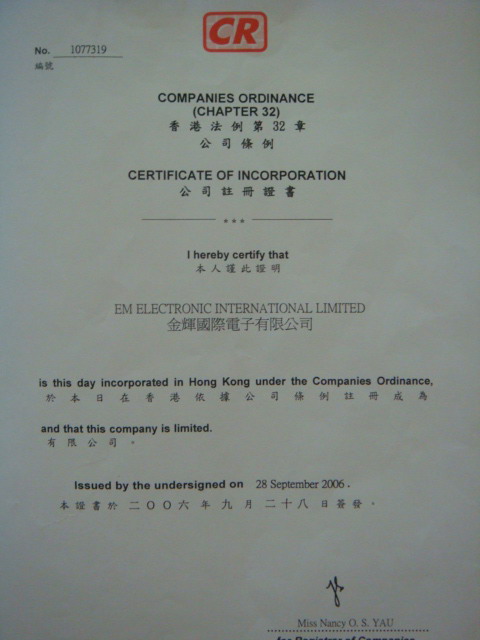 CR
No. 1077319
編號
COMPANIES ORDINANCE
(CHAPTER 32)
香港法例第32章
公司條例
CERTIFICATE OF INCORPORATION
公司註冊證書
***
I hereby certify that
本人謹此證明
EM ELECTRONIC INTERNATIONAL LIMITED
金輝國際電子有限公司
is this day incorporated in Hong Kong under the Companies Ordinance,
於本日在香港依據公司條例註冊成為
and that this company is limited.
有限公司。
Issued by the undersigned on 28 September 2006.
本證書於二〇〇六年九月二十八日簽發。
Miss Nancy O. S. YAU
for Registrar of Companies